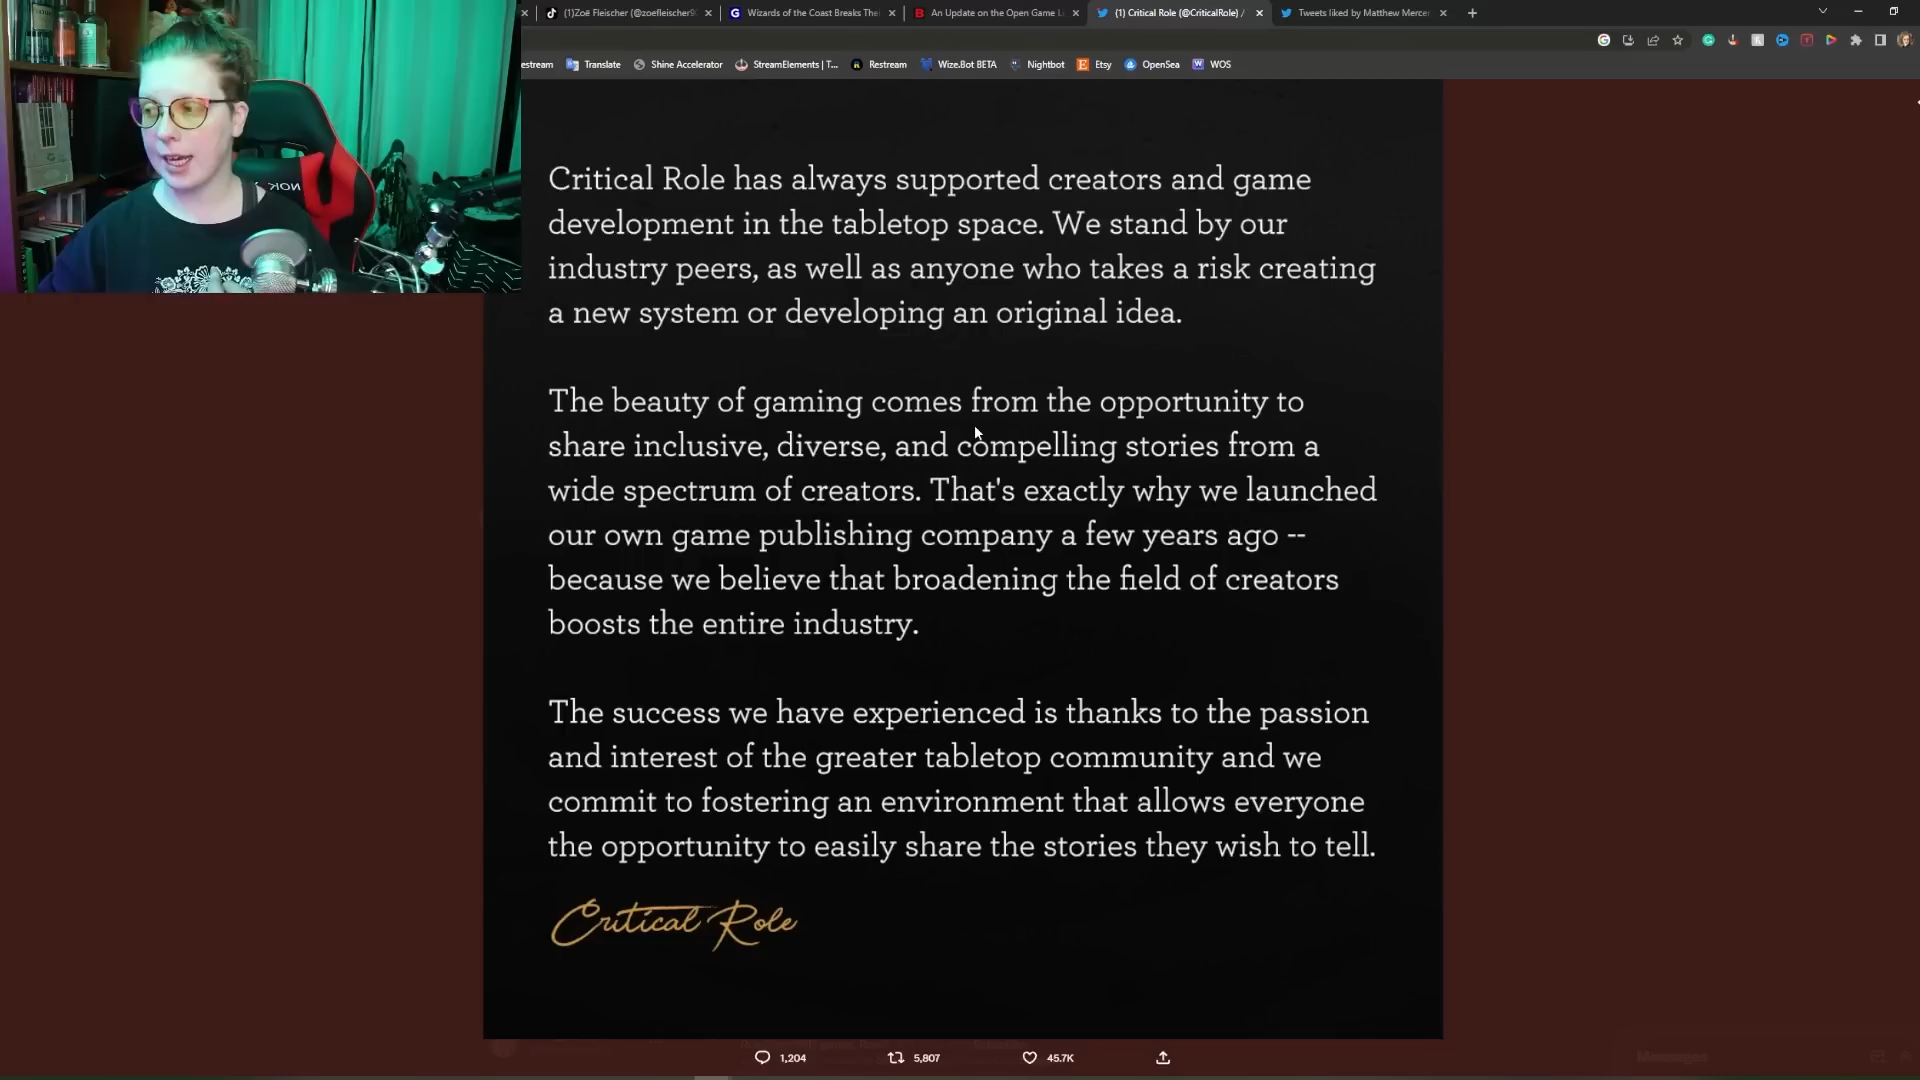 (1)Zoë Fleischer (@zoefleischer9
Wizards of the Coast Breaks The
An Update on the Open Game Li
(1) Critical Role (@CriticalRole) /
Tweets liked by Matthew Mercer
estream
Translate
Shine Accelerator
StreamElements | T...
Restream
Wize.Bot BETA
Nightbot
Etsy
OpenSea
WOS
Critical Role has always supported creators and game
development in the tabletop space. We stand by our
industry peers, as well as anyone who takes a risk creating
a new system or developing an original idea.
The beauty of gaming comes from the opportunity to
share inclusive, diverse, and compelling stories from a
wide spectrum of creators. That's exactly why we launched
our own game publishing company a few years ago --
because we believe that broadening the field of creators
boosts the entire industry.
The success we have experienced is thanks to the passion
and interest of the greater tabletop community and we
commit to fostering an environment that allows everyone
the opportunity to easily share the stories they wish to tell.
Critical Role
1,204
5,807
45.7K
Messages